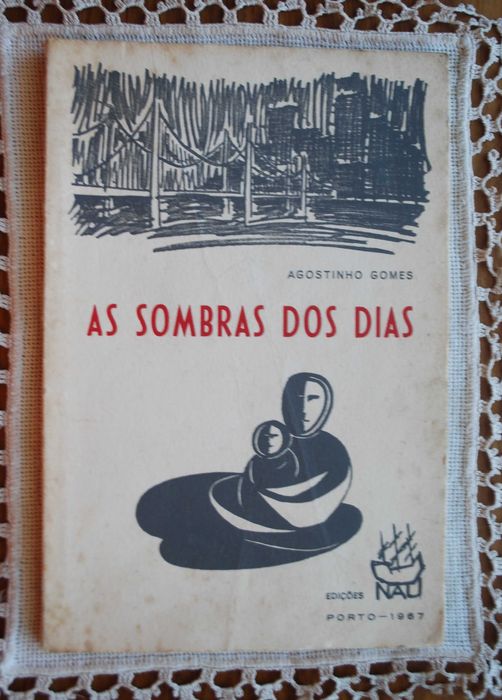 AGOSTINHO GOMES
AS SOMBRAS DOS DIAS
EDIÇÕES NAU
PORTO - 1967